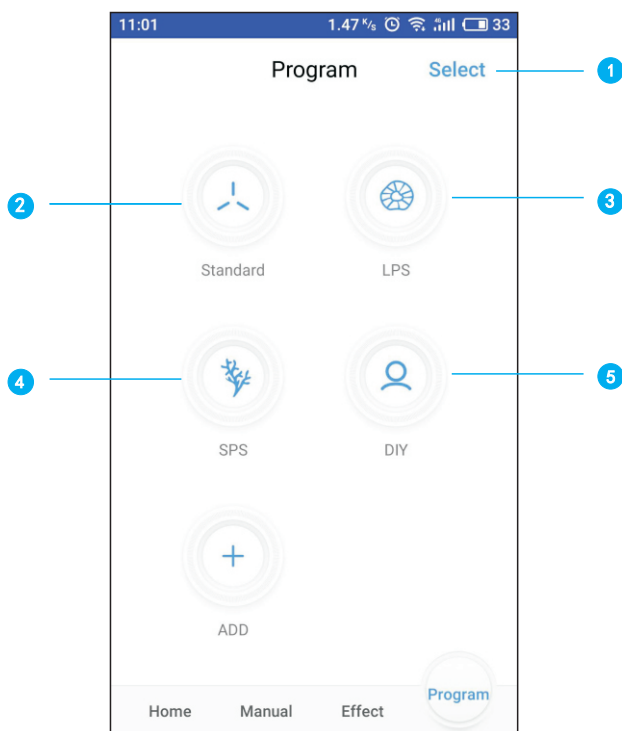 11:01 1.47 K/s 4G 33
Program Select 1
2 3
Standard LPS
4 5
SPS DIY
ADD
Home Manual Effect Program